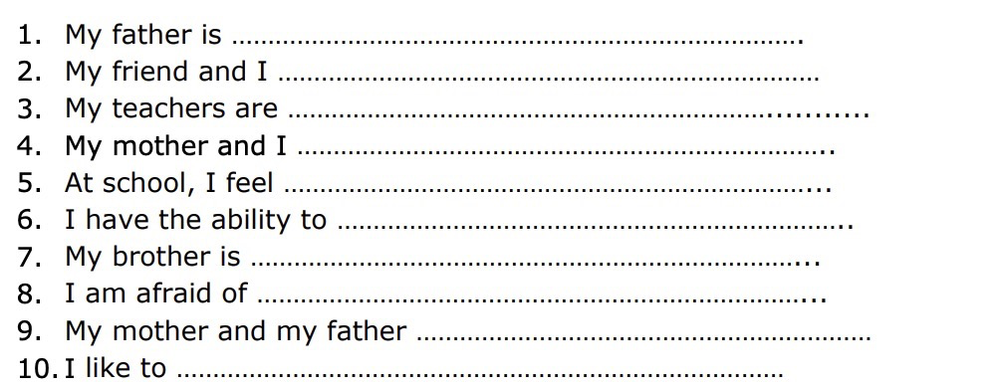 1. My father is ........................................................................
2. My friend and I ....................................................................
3. My teachers are ......................................................................
4. My mother and I ....................................................................
5. At school, I feel .....................................................................
6. I have the ability to .................................................................
7. My brother is ........................................................................
8. I am afraid of ........................................................................
9. My mother and my father .........................................................
10. I like to ............................................................................